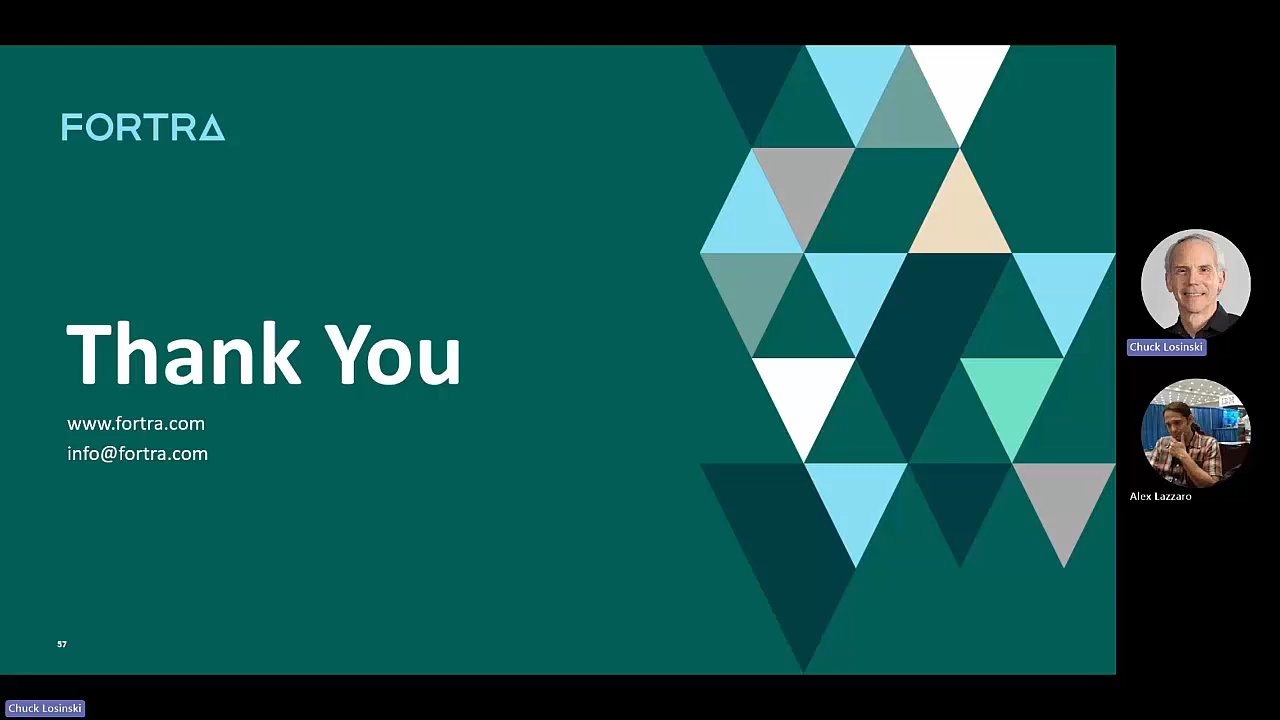 FORTRA
Thank You
www.fortra.com
info@fortra.com
57
Chuck Losinski
Alex Lazzaro
Chuck Losinski